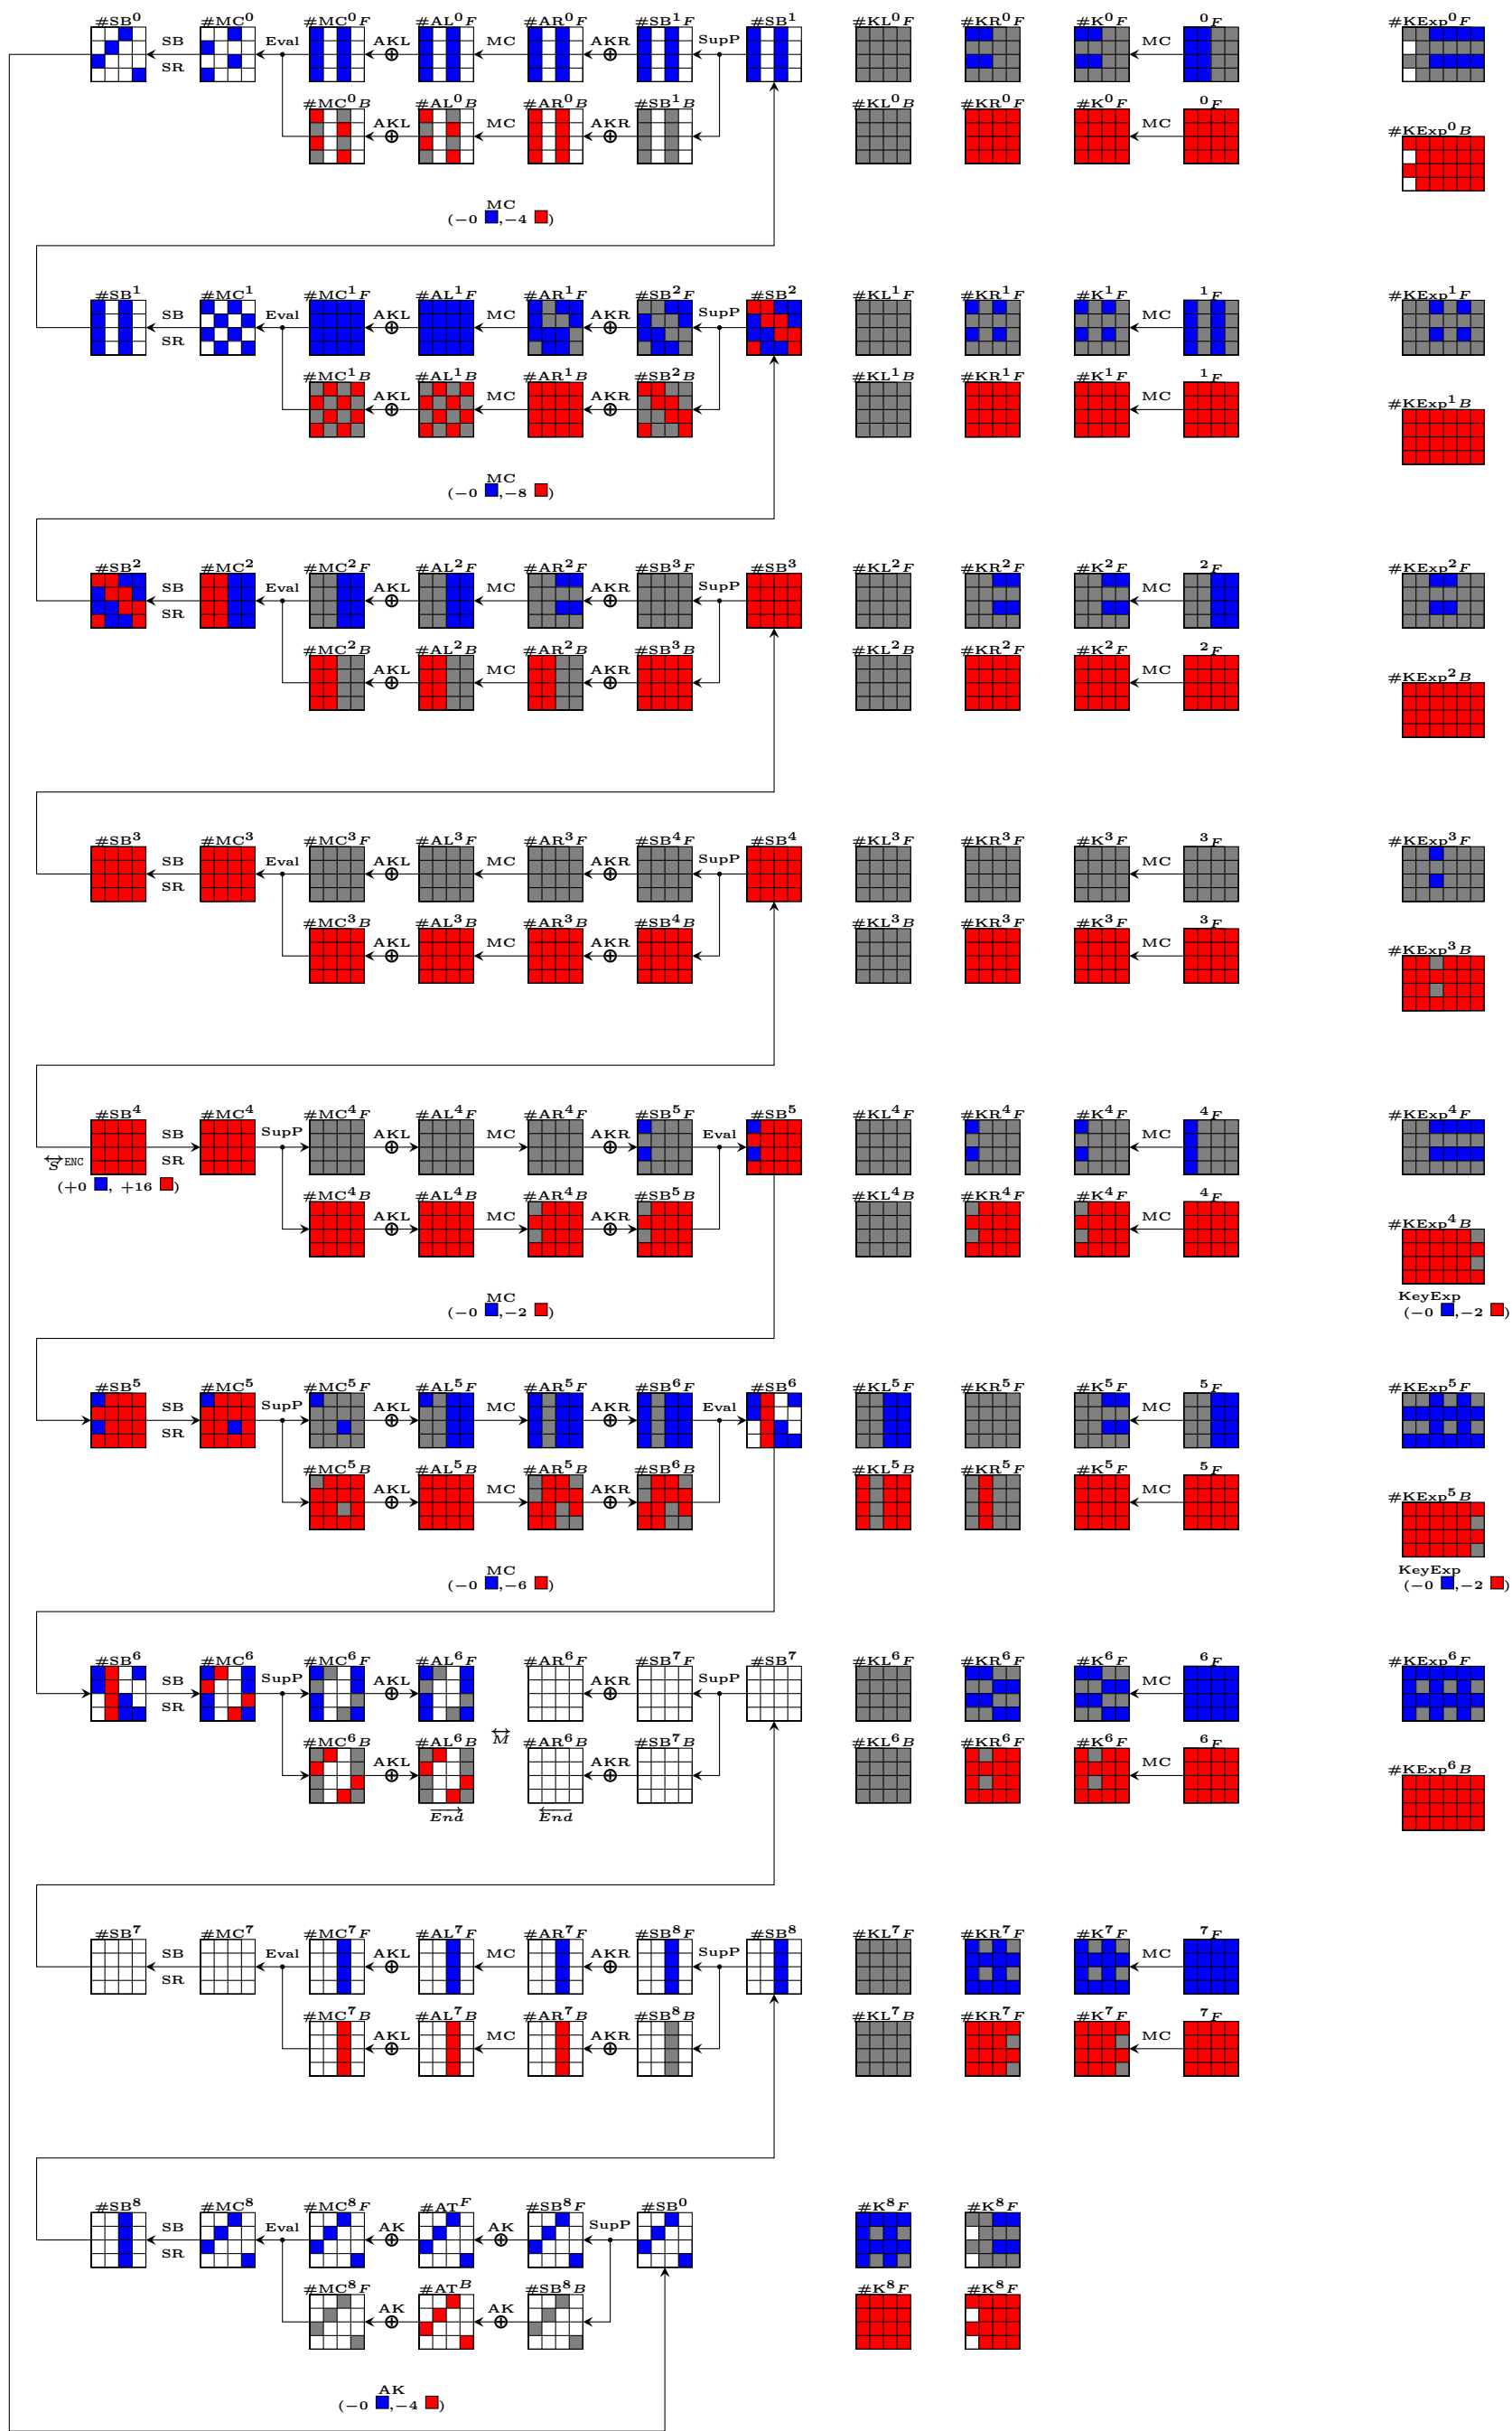 #SB⁰ #MC⁰ #MC⁰F #AL⁰F #AR⁰F #SB¹F #SB¹ #KL⁰F #KR⁰F #K⁰F ⁰F #KExp⁰F
SB SR Eval AKL MC AKR SupP MC
#MC⁰B #AL⁰B #AR⁰B #SB¹B #KL⁰B #KR⁰F #K⁰F ⁰F #KExp⁰B
AKL MC AKR MC
MC
(−0 ,−4 )
#SB¹ #MC¹ #MC¹F #AL¹F #AR¹F #SB²F #SB² #KL¹F #KR¹F #K¹F ¹F #KExp¹F
SB SR Eval AKL MC AKR SupP MC
#MC¹B #AL¹B #AR¹B #SB²B #KL¹B #KR¹F #K¹F ¹F #KExp¹B
AKL MC AKR MC
MC
(−0 ,−8 )
#SB² #MC² #MC²F #AL²F #AR²F #SB³F #SB³ #KL²F #KR²F #K²F ²F #KExp²F
SB SR Eval AKL MC AKR SupP MC
#MC²B #AL²B #AR²B #SB³B #KL²B #KR²F #K²F ²F #KExp²B
AKL MC AKR MC
#SB³ #MC³ #MC³F #AL³F #AR³F #SB⁴F #SB⁴ #KL³F #KR³F #K³F ³F #KExp³F
SB SR Eval AKL MC AKR SupP MC
#MC³B #AL³B #AR³B #SB⁴B #KL³B #KR³F #K³F ³F #KExp³B
AKL MC AKR MC
#SB⁴ #MC⁴ #MC⁴F #AL⁴F #AR⁴F #SB⁵F #SB⁵ #KL⁴F #KR⁴F #K⁴F ⁴F #KExp⁴F
SB SR SupP AKL MC AKR Eval MC
S ENC
(+0 , +16 )
#MC⁴B #AL⁴B #AR⁴B #SB⁵B #KL⁴B #KR⁴F #K⁴F ⁴F #KExp⁴B
AKL MC AKR MC
MC KeyExp
(−0 ,−2 ) (−0 ,−2 )
#SB⁵ #MC⁵ #MC⁵F #AL⁵F #AR⁵F #SB⁶F #SB⁶ #KL⁵F #KR⁵F #K⁵F ⁵F #KExp⁵F
SB SR SupP AKL MC AKR Eval MC
#MC⁵B #AL⁵B #AR⁵B #SB⁶B #KL⁵B #KR⁵F #K⁵F ⁵F #KExp⁵B
AKL MC AKR MC
MC KeyExp
(−0 ,−6 ) (−0 ,−2 )
#SB⁶ #MC⁶ #MC⁶F #AL⁶F #AR⁶F #SB⁷F #SB⁷ #KL⁶F #KR⁶F #K⁶F ⁶F #KExp⁶F
SB SR SupP AKL AKR SupP MC
M
#MC⁶B #AL⁶B #AR⁶B #SB⁷B #KL⁶B #KR⁶F #K⁶F ⁶F #KExp⁶B
AKL AKR MC
End End
#SB⁷ #MC⁷ #MC⁷F #AL⁷F #AR⁷F #SB⁸F #SB⁸ #KL⁷F #KR⁷F #K⁷F ⁷F
SB SR Eval AKL MC AKR SupP MC
#MC⁷B #AL⁷B #AR⁷B #SB⁸B #KL⁷B #KR⁷F #K⁷F ⁷F
AKL MC AKR MC
#SB⁸ #MC⁸ #MC⁸F #ATF #SB⁸F #SB⁰ #K⁸F #K⁸F
SB SR Eval AK AK SupP
#MC⁸F #ATB #SB⁸B #K⁸F #K⁸F
AK AK
AK
(−0 ,−4 )